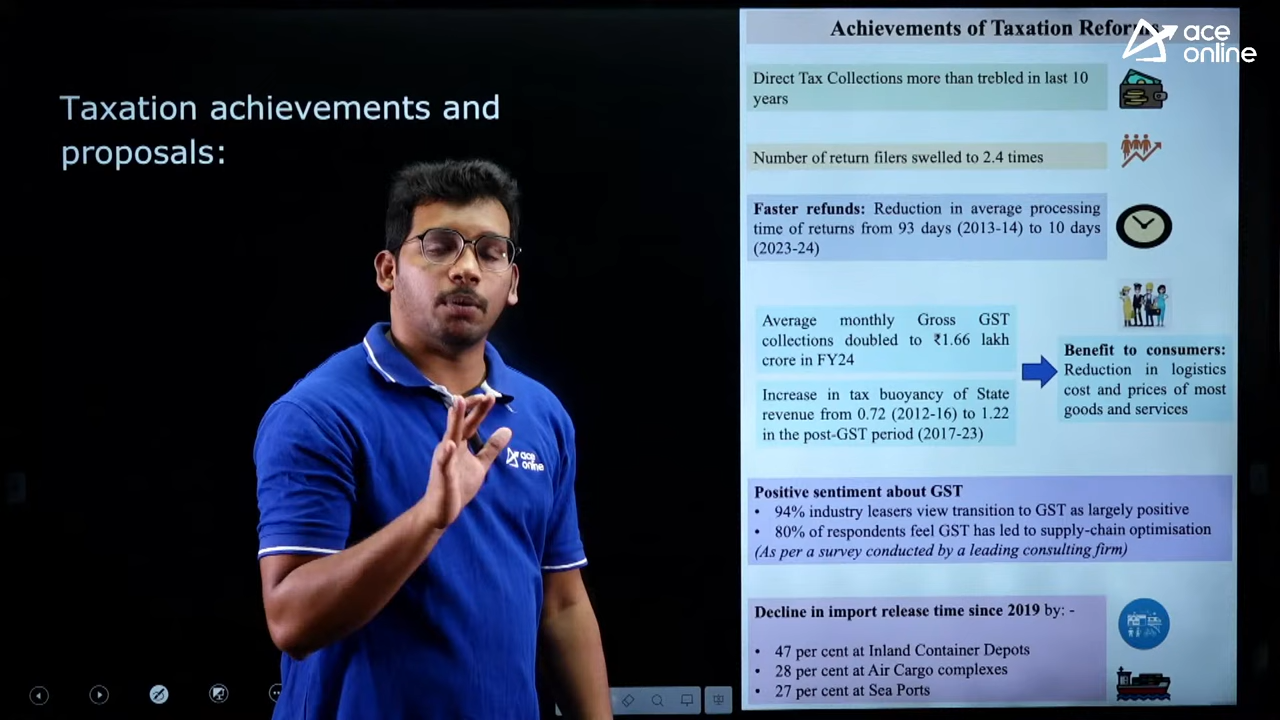 Taxation achievements and
proposals:
Achievements of Taxation
ace
online
Direct Tax Collections more than trebled in last 10
years
Number of return filers swelled to 2.4 times
Faster refunds: Reduction in average processing
time of returns from 93 days (2013-14) to 10 days
(2023-24)
Average monthly Gross GST
collections doubled to ₹1.66 lakh
crore in FY24
Increase in tax buoyancy of State
revenue from 0.72 (2012-16) to 1.22
in the post-GST period (2017-23)
Benefit to consumers:
Reduction in logistics
cost and prices of most
goods and services
Positive sentiment about GST
• 94% industry leasers view transition to GST as largely positive
• 80% of respondents feel GST has led to supply-chain optimisation
(As per a survey conducted by a leading consulting firm)
Decline in import release time since 2019 by: -
• 47 per cent at Inland Container Depots
• 28 per cent at Air Cargo complexes
• 27 per cent at Sea Ports
ace
online